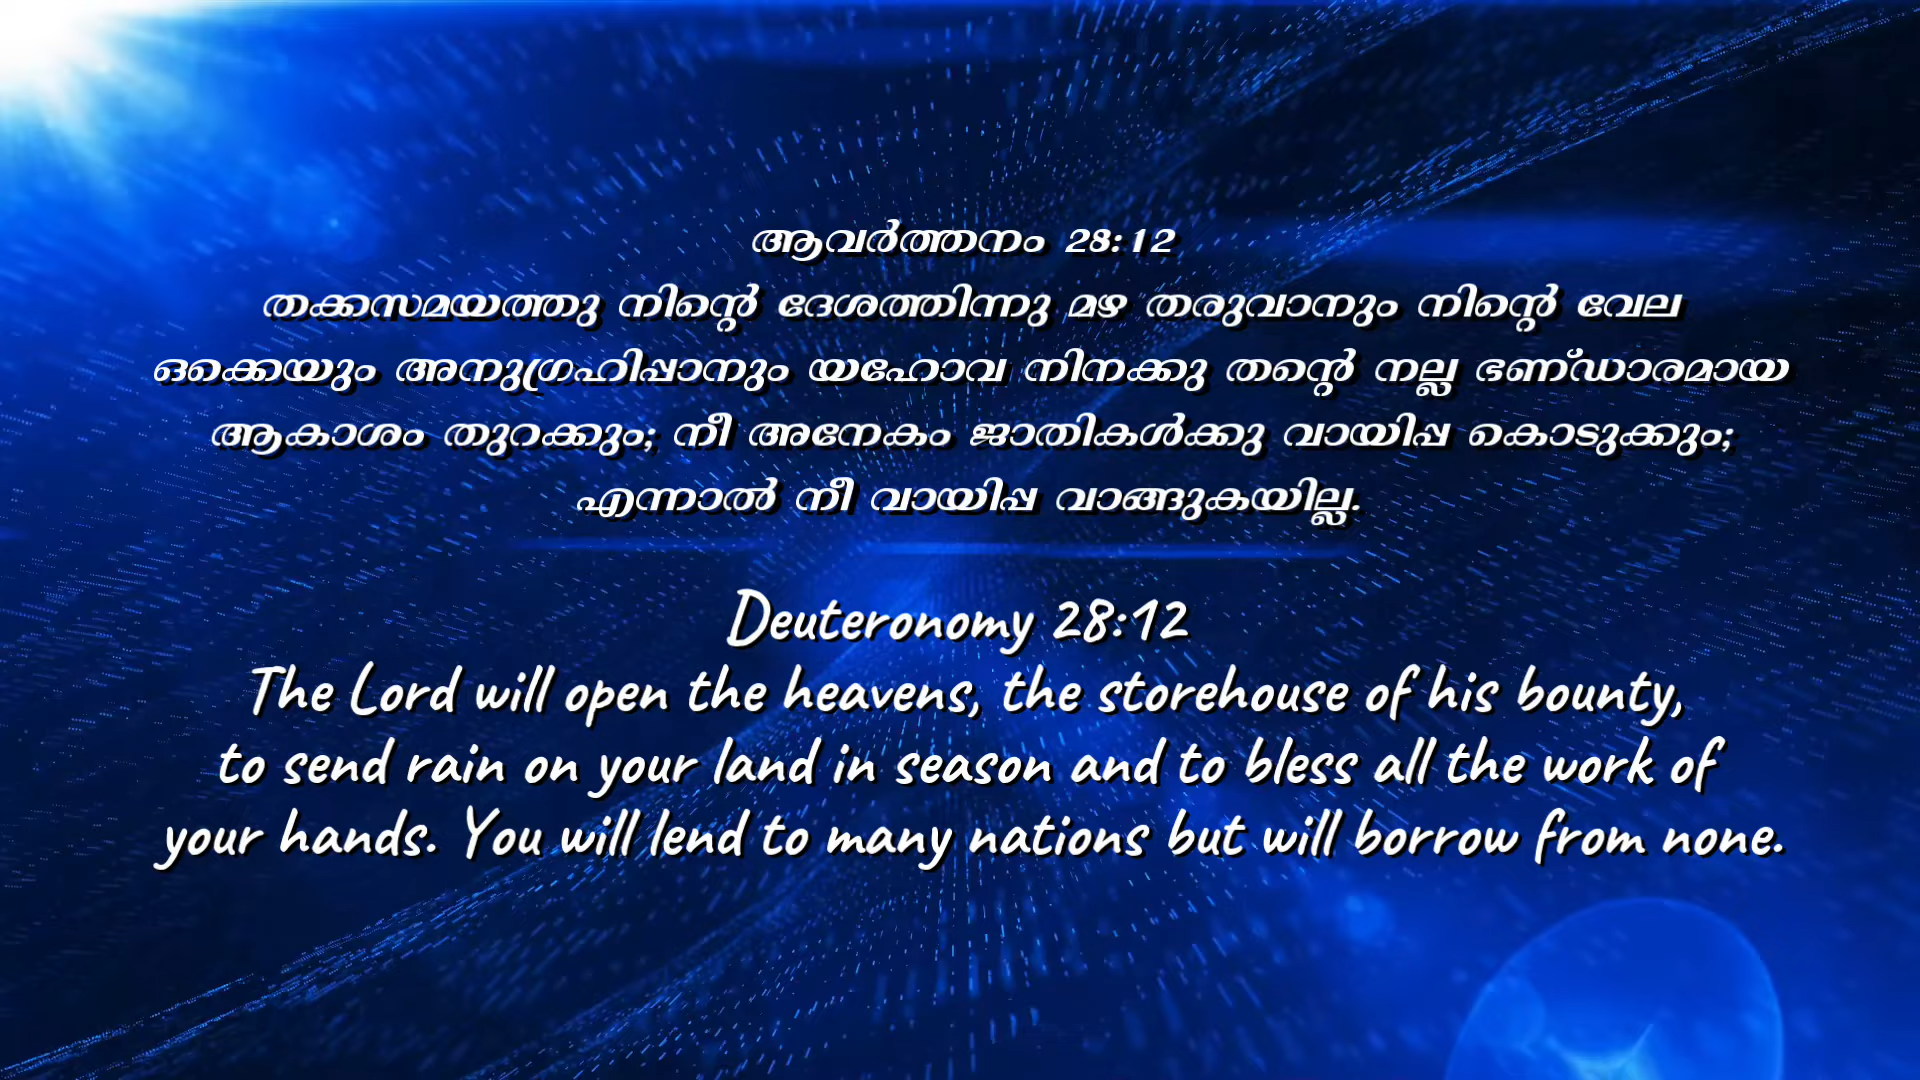 ആവർത്തനം 28:12
തക്കസമയത്തു നിന്റെ ദേശത്തിന്നു മഴ തരുവാനും നിന്റെ വേല
ഒക്കെയും അനുഗ്രഹിപ്പാനും യഹോവ നിനക്കു തന്റെ നല്ല ഭണ്ഡാരമായ
ആകാശം തുറക്കും; നീ അനേകം ജാതികൾക്കു വായിപ്പ കൊടുക്കും;
എന്നാൽ നീ വായിപ്പ വാങ്ങുകയില്ല.
Deuteronomy 28:12
The Lord will open the heavens, the storehouse of his bounty,
to send rain on your land in season and to bless all the work of
your hands. You will lend to many nations but will borrow from none.